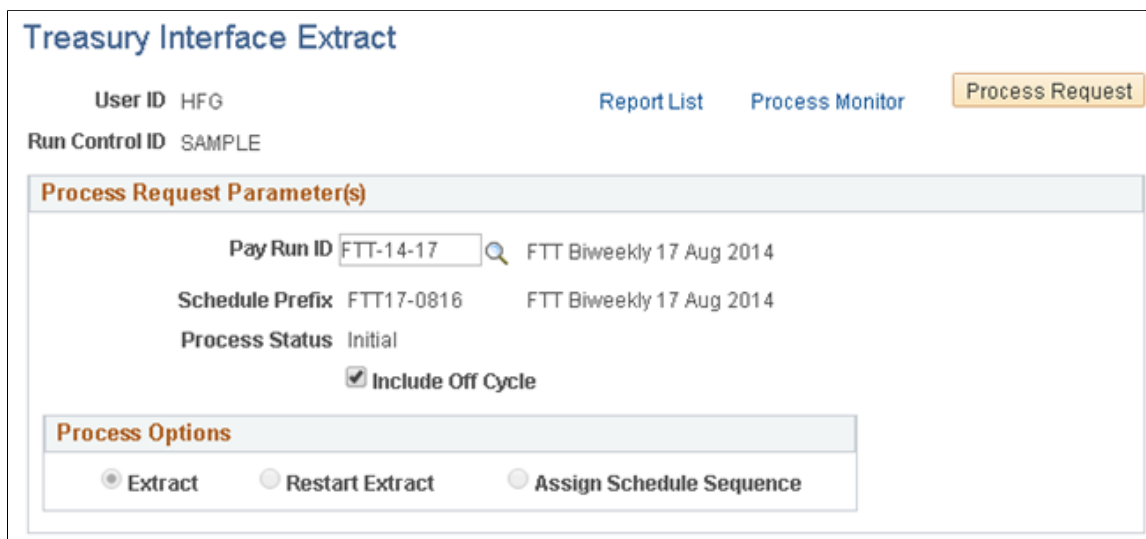 Treasury Interface Extract
User ID HFG Report List Process Monitor Process Request
Run Control ID SAMPLE
Process Request Parameter(s)
Pay Run ID FTT-14-17 FTT Biweekly 17 Aug 2014
Schedule Prefix FTT17-0816 FTT Biweekly 17 Aug 2014
Process Status Initial
Include Off Cycle
Process Options
Extract Restart Extract Assign Schedule Sequence